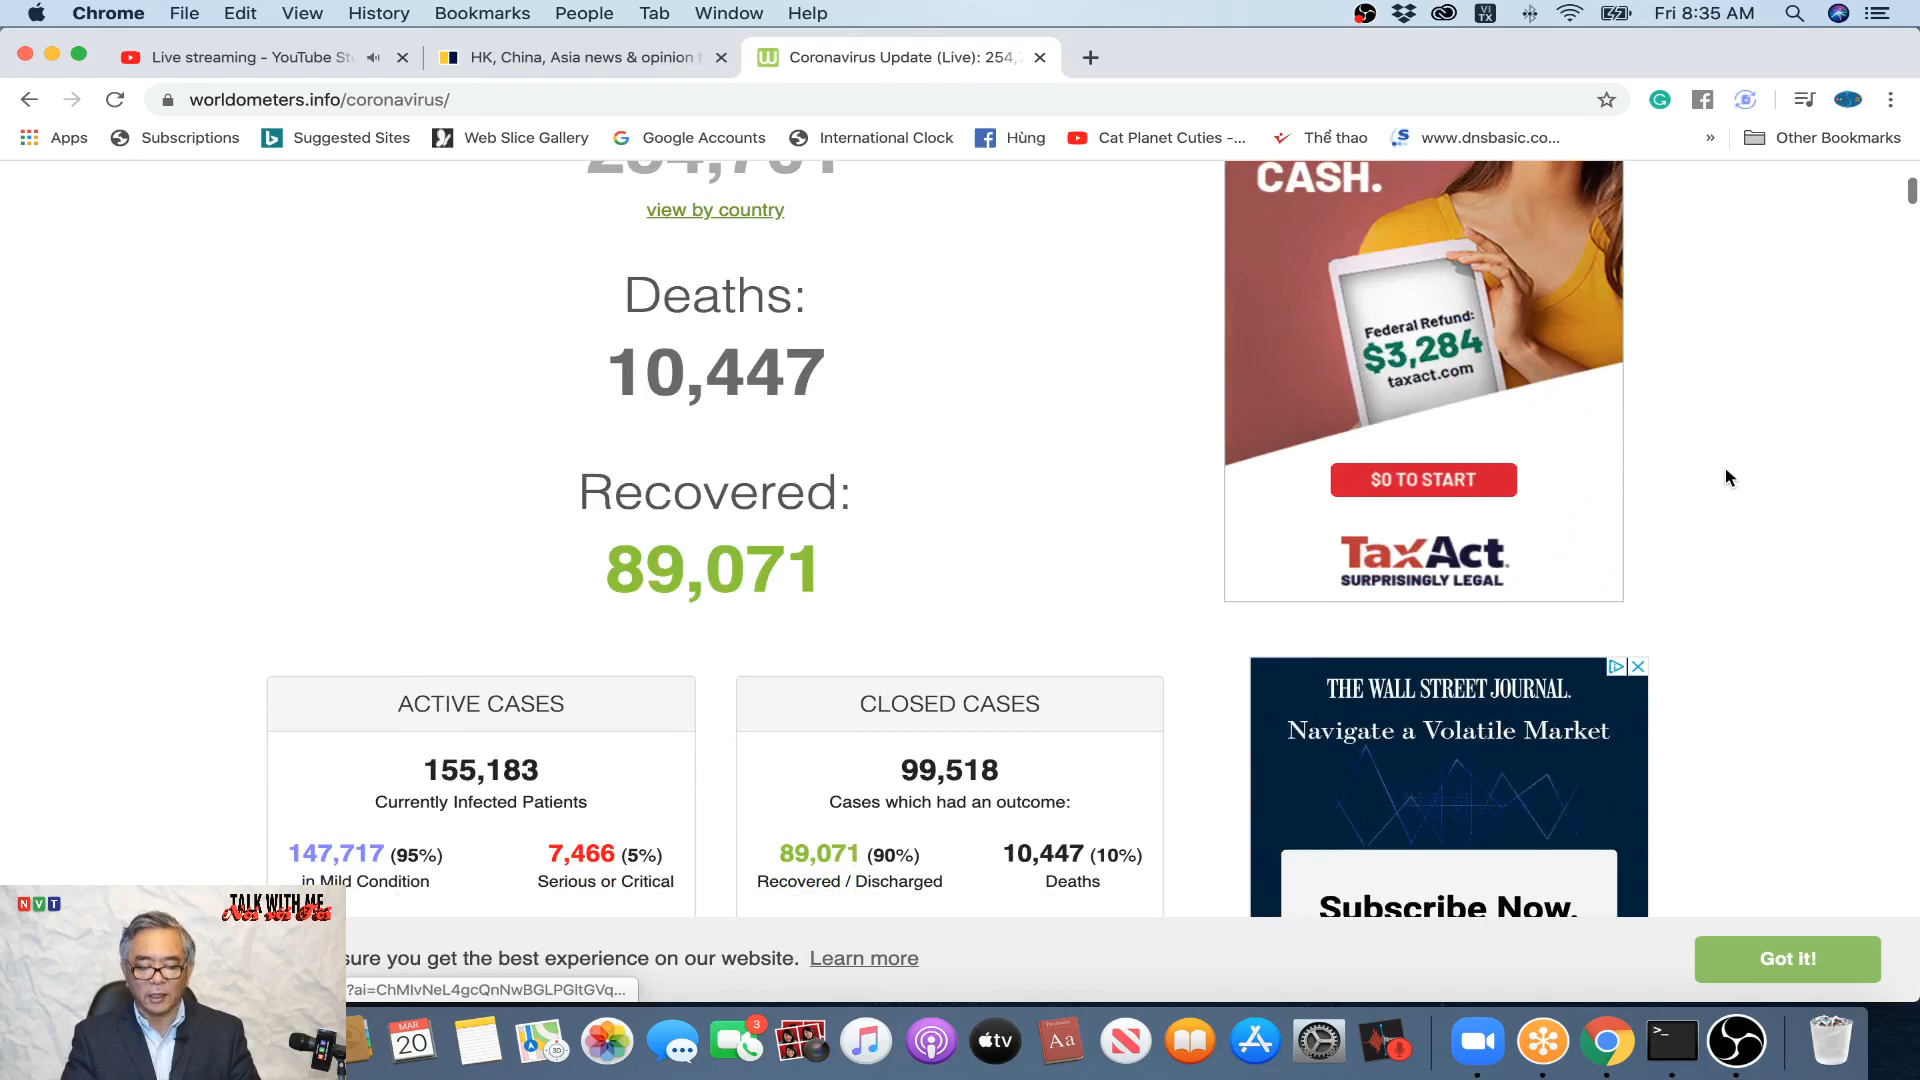 Chrome File Edit View History Bookmarks People Tab Window Help Fri 8:35 AM
Live streaming - YouTube Stu HK, China, Asia news & opinion f Coronavirus Update (Live): 254,
worldometers.info/coronavirus/
Apps Subscriptions Suggested Sites Web Slice Gallery Google Accounts International Clock Hùng Cat Planet Cuties -... Thể thao www.dnsbasic.co... » Other Bookmarks
view by country
Deaths:
10,447
Recovered:
89,071
CASH.
Federal Refund:
$3,284
taxact.com
$0 TO START
TaxAct.
SURPRISINGLY LEGAL
ACTIVE CASES
155,183
Currently Infected Patients
147,717 (95%)
in Mild Condition
7,466 (5%)
Serious or Critical
CLOSED CASES
99,518
Cases which had an outcome:
89,071 (90%)
Recovered / Discharged
10,447 (10%)
Deaths
THE WALL STREET JOURNAL.
Navigate a Volatile Market
Subscribe Now.
sure you get the best experience on our website. Learn more
Got it!
?ai=ChMIvNeL4gcQnNwBGLPGltGVq...
NVT
TALK WITH ME
MAR
20
3
3D
tv
Aa